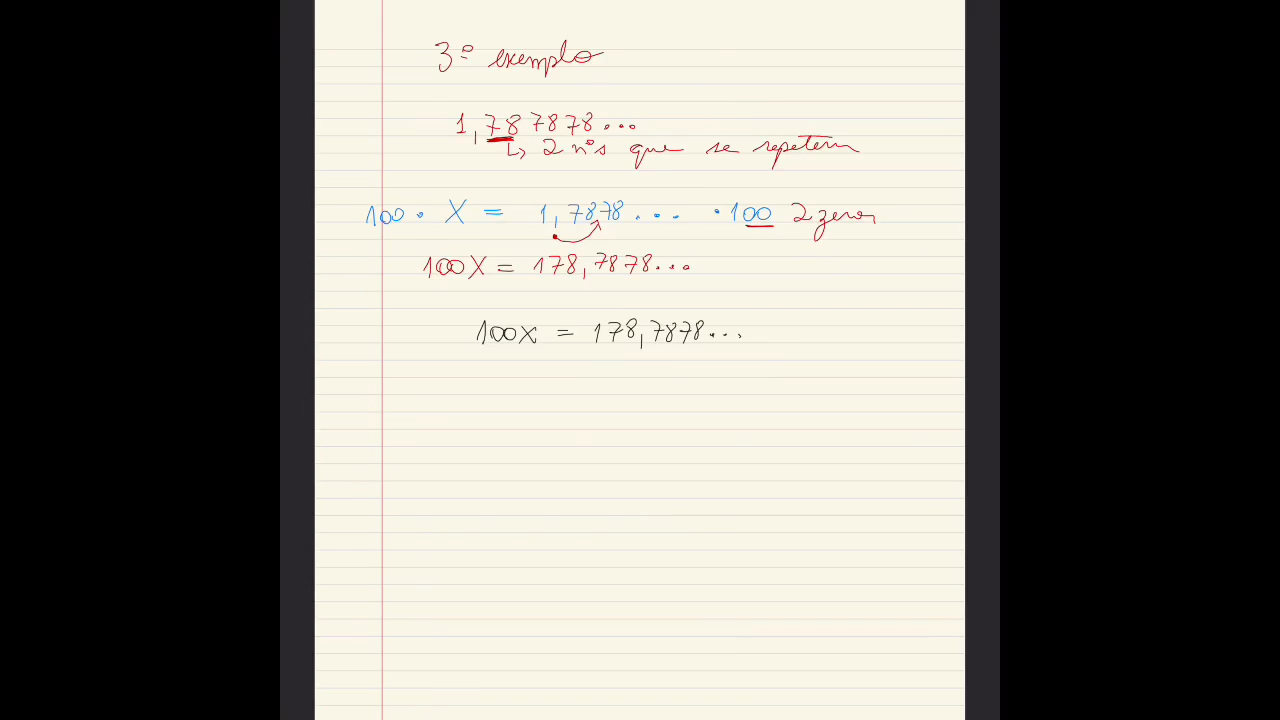 3º exemplo
1,787878...
↳ 2 nºs que se repetem
100 · X = 1,7878... · 100 2 zeros
100X = 178,7878...
100x = 178,7878...